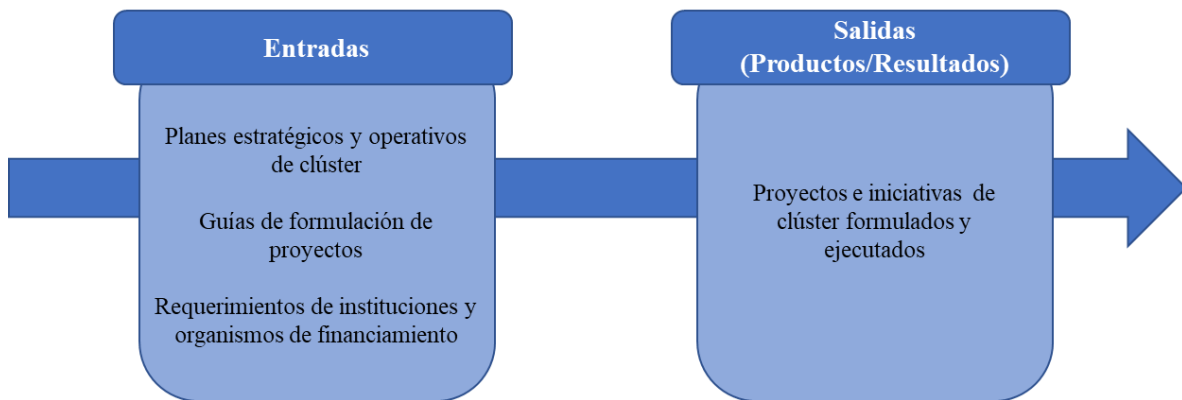 Entradas
Planes estratégicos y operativos
de clúster
Guías de formulación de
proyectos
Requerimientos de instituciones y
organismos de financiamiento
Salidas
(Productos/Resultados)
Proyectos e iniciativas de
clúster formulados y
ejecutados